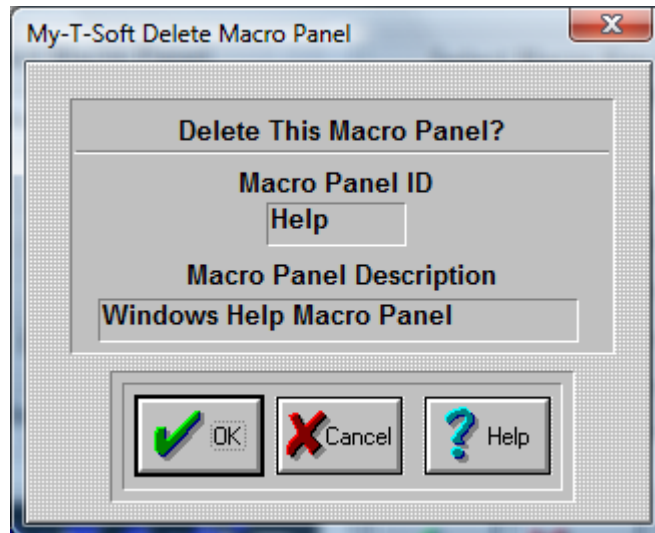 My-T-Soft Delete Macro Panel
Delete This Macro Panel?
Macro Panel ID
Help
Macro Panel Description
Windows Help Macro Panel
OK Cancel Help